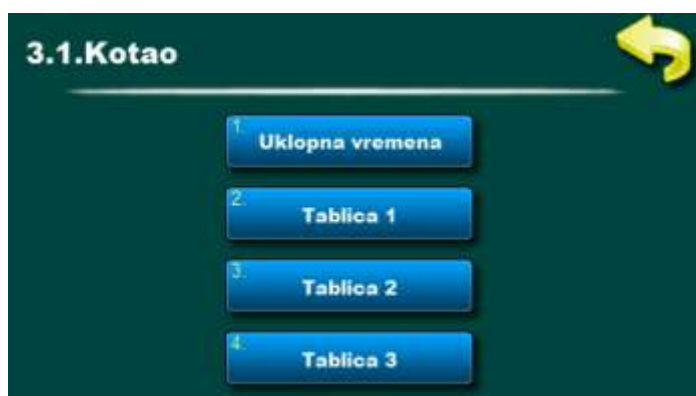 3.1.Kotao
1.
Uklopna vremena
2.
Tablica 1
3.
Tablica 2
4.
Tablica 3